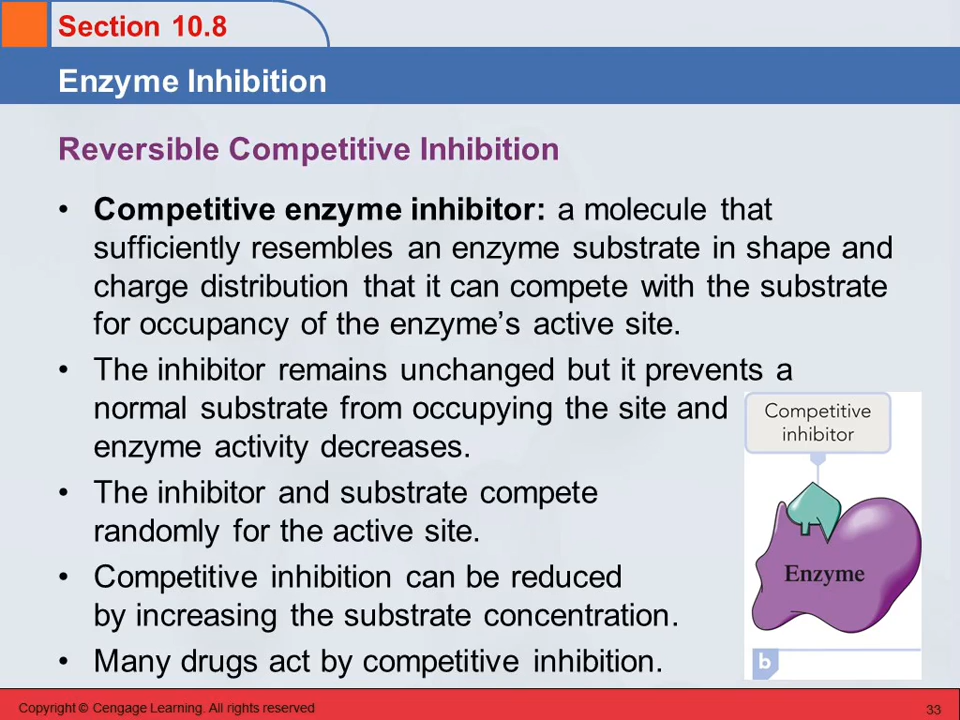 Section 10.8
Enzyme Inhibition
Reversible Competitive Inhibition
• Competitive enzyme inhibitor: a molecule that
sufficiently resembles an enzyme substrate in shape and
charge distribution that it can compete with the substrate
for occupancy of the enzyme’s active site.
• The inhibitor remains unchanged but it prevents a
normal substrate from occupying the site and
enzyme activity decreases.
• The inhibitor and substrate compete
randomly for the active site.
• Competitive inhibition can be reduced
by increasing the substrate concentration.
• Many drugs act by competitive inhibition.
Competitive
inhibitor
Enzyme
b
Copyright © Cengage Learning. All rights reserved
33